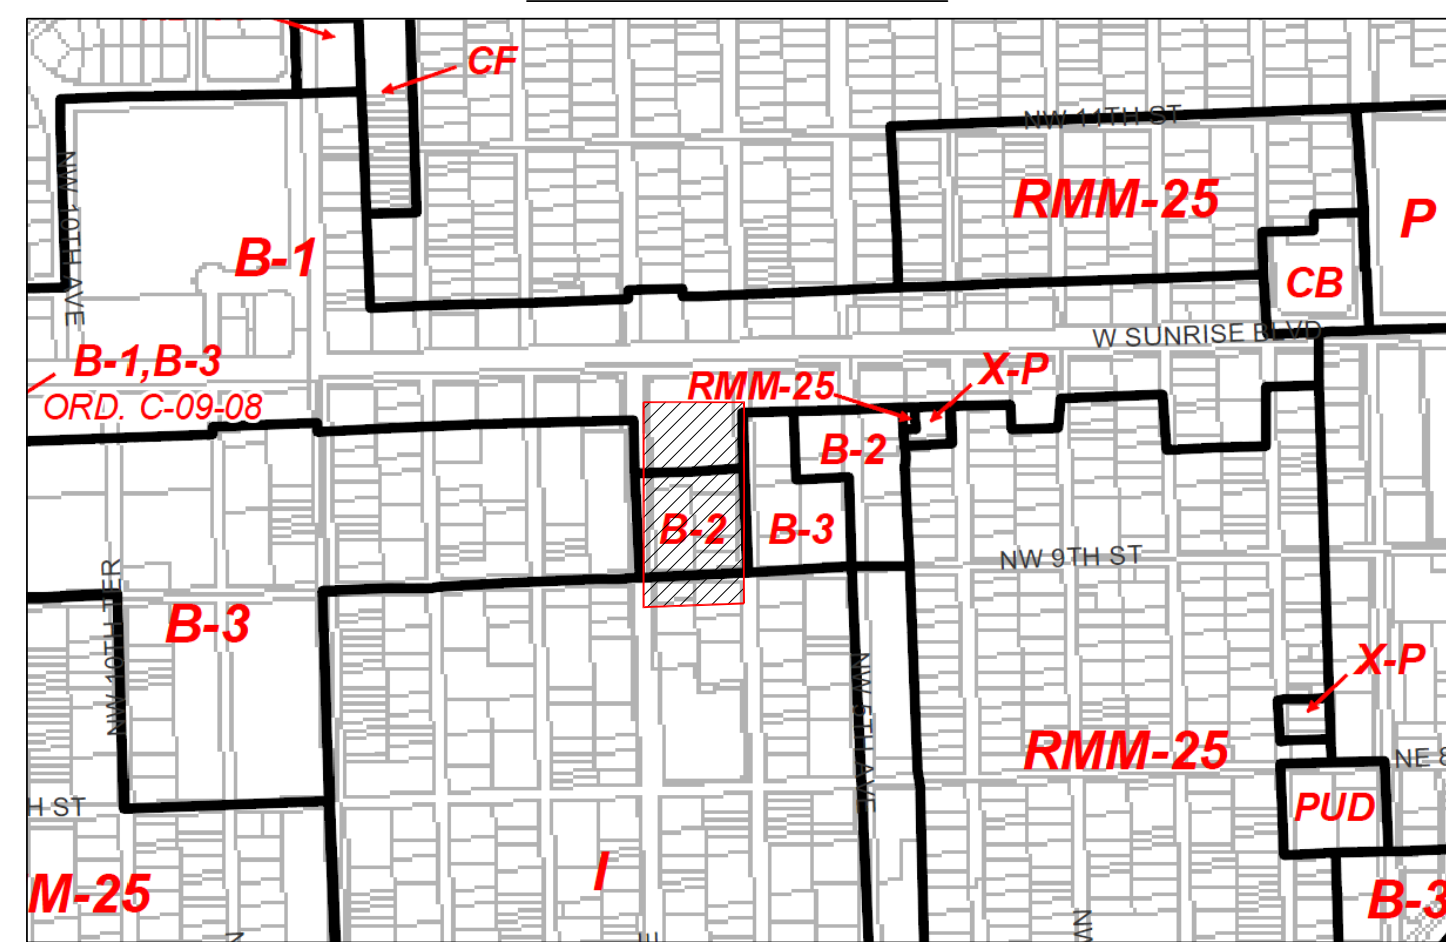 CF
NW 11TH ST
RMM-25
P
NW 10TH AVE
B-1
CB
W SUNRISE BLVD
B-1,B-3
ORD. C-09-08
RMM-25
X-P
B-2
B-2
B-3
NW 9TH ST
NW 10TH TER
B-3
NW 5TH AVE
X-P
RMM-25
NE 8
PUD
H ST
I
M-25
B-3
N
E
NW